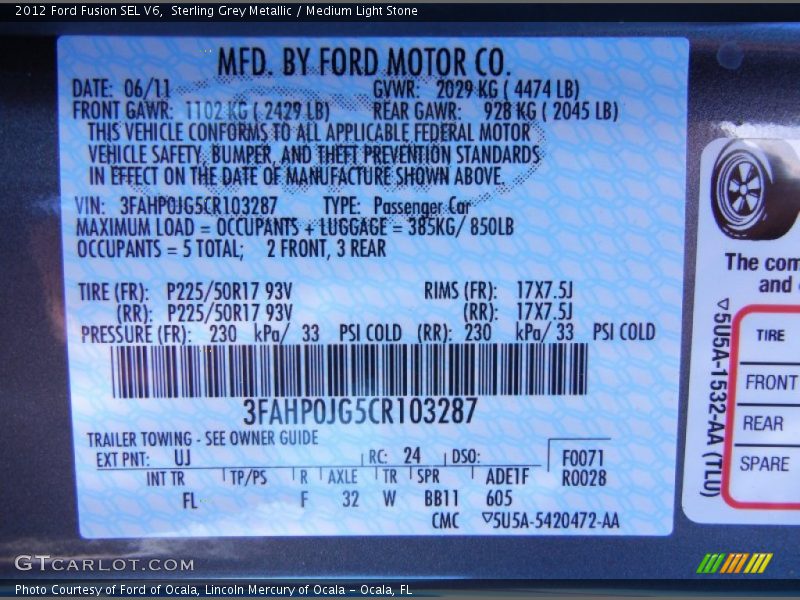 2012 Ford Fusion SEL V6,  Sterling Grey Metallic / Medium Light Stone
MFD. BY FORD MOTOR CO.
DATE: 06/11 GVWR: 2029 KG ( 4474 LB)
FRONT GAWR: 1102 KG ( 2429 LB) REAR GAWR: 928 KG ( 2045 LB)
THIS VEHICLE CONFORMS TO ALL APPLICABLE FEDERAL MOTOR
VEHICLE SAFETY, BUMPER, AND THEFT PREVENTION STANDARDS
IN EFFECT ON THE DATE OF MANUFACTURE SHOWN ABOVE.
VIN: 3FAHP0JG5CR103287 TYPE: Passenger Car
MAXIMUM LOAD = OCCUPANTS + LUGGAGE = 385KG/ 850LB
OCCUPANTS = 5 TOTAL; 2 FRONT, 3 REAR
TIRE (FR): P225/50R17 93V RIMS (FR): 17X7.5J
(RR): P225/50R17 93V (RR): 17X7.5J
PRESSURE (FR): 230 kPa/ 33 PSI COLD (RR): 230 kPa/ 33 PSI COLD
3FAHP0JG5CR103287
TRAILER TOWING - SEE OWNER GUIDE
EXT PNT: UJ RC: 24 DSO: F0071
INT TR TP/PS R AXLE TR SPR ADE1F R0028
FL F 32 W BB11 605
CMC ▽5U5A-5420472-AA
The com
and
▽5U5A-1532-AA (TLU)
TIRE
FRONT
REAR
SPARE
GTCARLOT.COM
Photo Courtesy of Ford of Ocala, Lincoln Mercury of Ocala - Ocala, FL